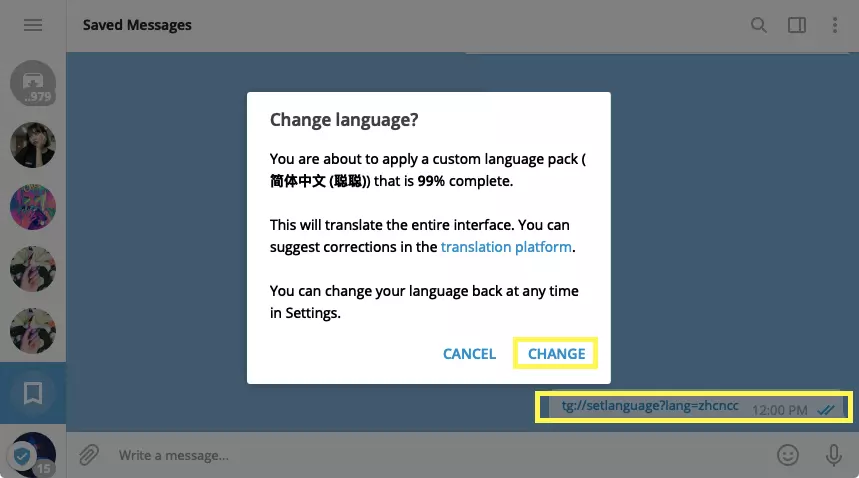 Saved Messages
..979
Change language?
You are about to apply a custom language pack (
简体中文 (聪聪)) that is 99% complete.
This will translate the entire interface. You can
suggest corrections in the translation platform.
You can change your language back at any time
in Settings.
CANCEL CHANGE
tg://setlanguage?lang=zhcncc 12:00 PM
15 Write a message...